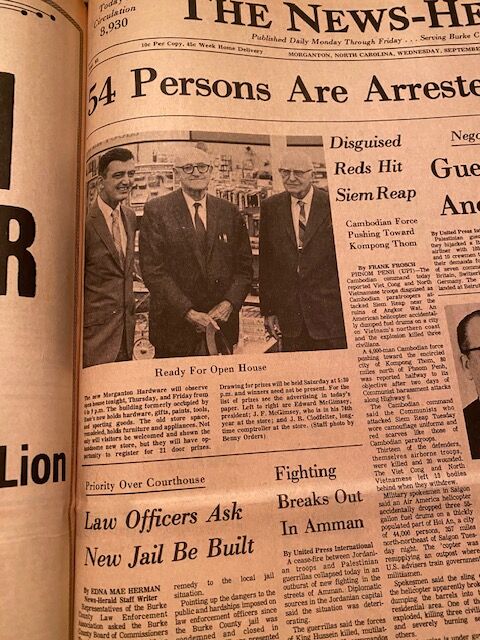 Today's
Circulation
8,930
THE NEWS-HE
Published Daily Monday Through Friday . . . Serving Burke C
10c Per Copy, 45c Week Home Delivery
MORGANTON, NORTH CAROLINA, WEDNESDAY, SEPTEMBE
54 Persons Are Arreste
R
Lion
Ready For Open House
The new Morganton Hardware will observe
open house tonight, Thursday, and Friday from
to 9 p.m. The building formerly occupied by
now holds hardware, gifts, paints, tools,
and sporting goods. The old store space,
remodeled, holds furniture and appliances. Not
only will visitors be welcomed and shown the
handsome new store, but they will have op-
portunity to register for 21 door prizes.
Drawing for prizes will be held Saturday at 5:30
p.m. and winners need not be present. For the
list of prizes see the advertising in today's
paper. Left to right are Edward McGimsey,
president; J. F. McGimsey, who is in his 74th
year at the store; and J. R. Clodfelter, long-
time comptroller at the store. (Staff photo by
Benny Orders)
Disguised
Reds Hit
Siem Reap
Cambodian Force
Pushing Toward
Kompong Thom
By FRANK FROSCH
PHNOM PENH (UPI)—The
Cambodian command today
reported Viet Cong and North
Vietnamese troops disguised as
Cambodian paratroopers at-
tacked Siem Reap near the
ruins of Angkor Wat. An
American helicopter accidental-
ly dumped fuel drums on a city
on Vietnam's northern coast
and the explosion killed three
civilians.
A 4,000-man Cambodian force
pushing toward the encircled
city of Kompong Thom, 80
miles north of Phnom Penh,
was reported halfway to its
objective after two days of
Communist harassment attacks
along Highway 6.
The Cambodian command
said the Communists who
attacked Siem Reap Tuesday
wore camouflage uniforms and
red scarves like those of
Cambodian paratroops.
Thirteen of the defenders,
themselves airborne troops,
were killed and 20 wounded.
The Viet Cong and North
Vietnamese left 15 bodies
behind when they withdrew.
Military spokesmen in Saigon
said an Air America helicopter
accidentally dropped three 50-
gallon fuel drums on a thickly
populated part of Hoi An, a city
of 44,000 persons, 357 miles
north-northeast of Saigon Tues-
day night. The 'copter was
resupplying an outpost where
U.S. advisers train government
militiamen.
Spokesmen said the sling
the helicopter apparently brok
dumping the barrels into
residential area. One of the
exploded, killing three civil
and severely burning
Nego
Gue
An
By United Press Int
Palestinian gue
they hijacked a B
airliner with 105
and 10 crewmen
their demands
of seven comma
Britain, Switzer
Germany. The
landed at Beirut
Priority Over Courthouse
Law Officers Ask
New Jail Be Built
By EDNA MAE HERMAN
News-Herald Staff Writer
Representatives of the Burke
County Law Enforcement
Association asked the Burke
County Board of Commissioners
remedy to the local jail
situation.
Pointing up the dangers to the
public and hardships imposed on
law enforcement officers since
the Burke County jail was
condemned and closed
Fighting
Breaks Out
In Amman
By United Press International
A cease-fire between Jordani-
an troops and Palestinian
guerrillas collapsed today in an
outburst of new fighting in the
streets of Amman. Diplomatic
sources in the Jordanian capital
said the situation was deteri-
orating.
The guerrillas said the forces
of King Hussein killed